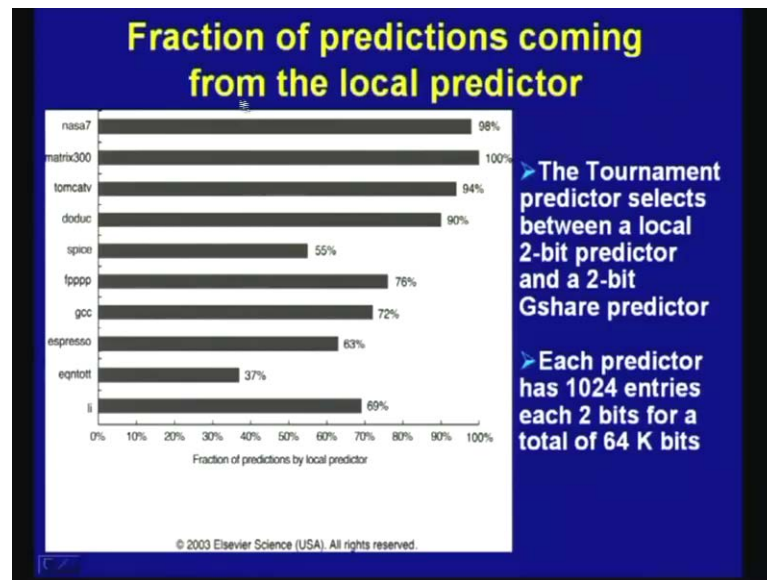 Fraction of predictions coming
from the local predictor
nasa7 98%
matrix300 100%
tomcatv 94%
doduc 90%
spice 55%
fpppp 76%
gcc 72%
espresso 63%
eqntott 37%
li 69%
0% 10% 20% 30% 40% 50% 60% 70% 80% 90% 100%
Fraction of predictions by local predictor
© 2003 Elsevier Science (USA). All rights reserved.
➢The Tournament
predictor selects
between a local
2-bit predictor
and a 2-bit
Gshare predictor
➢Each predictor
has 1024 entries
each 2 bits for a
total of 64 K bits